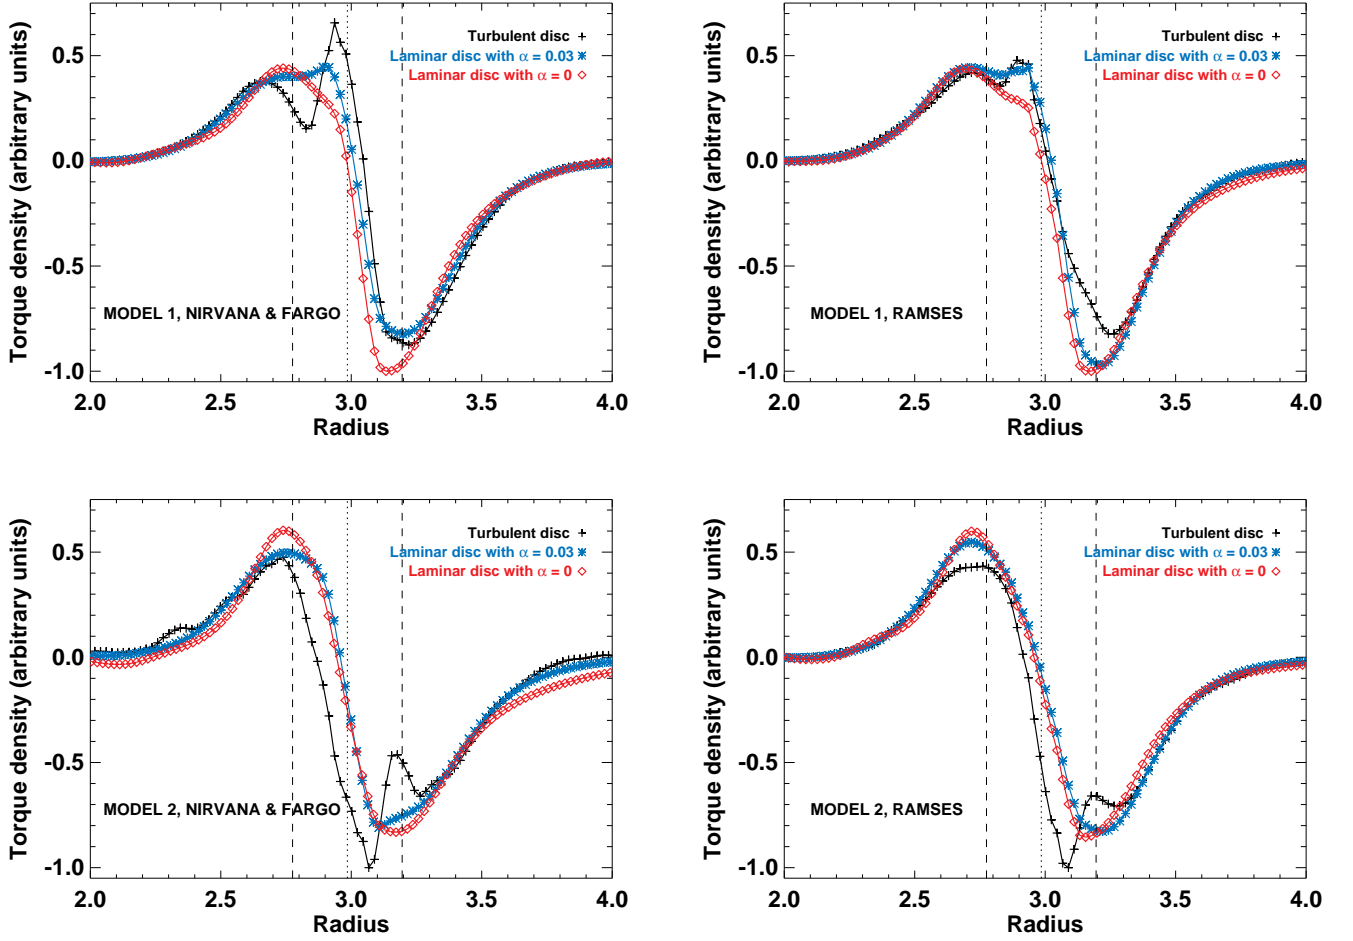 Turbulent disc +
Laminar disc with α = 0.03
Laminar disc with α = 0
0.5
0.0
-0.5
-1.0
Torque density (arbitrary units)
MODEL 1, NIRVANA & FARGO
2.0 2.5 3.0 3.5 4.0
Radius
Turbulent disc +
Laminar disc with α = 0.03
Laminar disc with α = 0
0.5
0.0
-0.5
-1.0
Torque density (arbitrary units)
MODEL 1, RAMSES
2.0 2.5 3.0 3.5 4.0
Radius
Turbulent disc +
Laminar disc with α = 0.03
Laminar disc with α = 0
0.5
0.0
-0.5
-1.0
Torque density (arbitrary units)
MODEL 2, NIRVANA & FARGO
2.0 2.5 3.0 3.5 4.0
Radius
Turbulent disc +
Laminar disc with α = 0.03
Laminar disc with α = 0
0.5
0.0
-0.5
-1.0
Torque density (arbitrary units)
MODEL 2, RAMSES
2.0 2.5 3.0 3.5 4.0
Radius